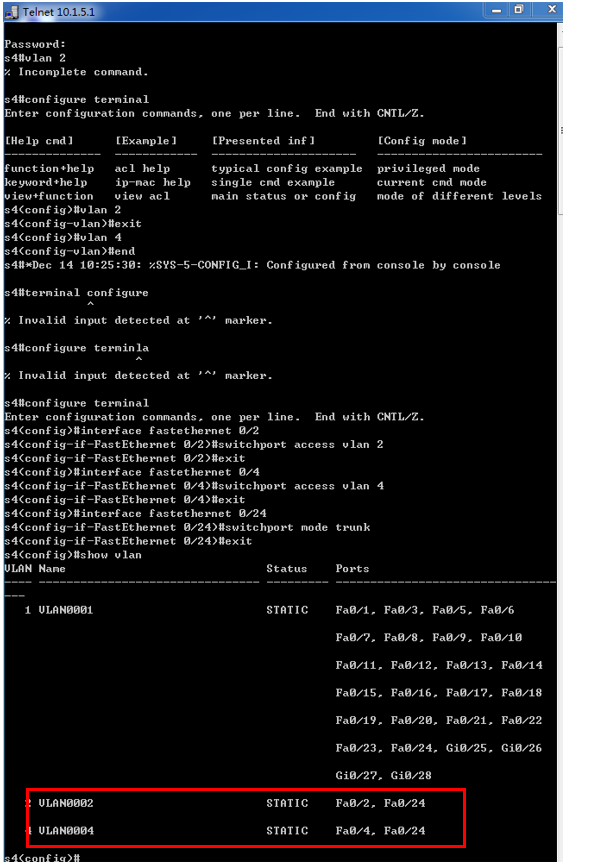 Telnet 10.1.5.1
Password:
s4#vlan 2
% Incomplete command.
s4#configure terminal
Enter configuration commands, one per line.  End with CNTL/Z.
[Help cmd]      [Example]     [Presented inf]         [Config mode]
--------------  ------------  ---------------------   ------------------------
function+help   acl help      typical config example  privileged mode
keyword+help    ip-mac help   single cmd example      current cmd mode
view+function   view acl      main status or config   mode of different levels
s4(config)#vlan 2
s4(config-vlan)#exit
s4(config)#vlan 4
s4(config-vlan)#end
s4#*Dec 14 10:25:30: %SYS-5-CONFIG_I: Configured from console by console
s4#terminal configure
            ^
% Invalid input detected at '^' marker.
s4#configure terminla
                   ^
% Invalid input detected at '^' marker.
s4#configure terminal
Enter configuration commands, one per line.  End with CNTL/Z.
s4(config)#interface fastethernet 0/2
s4(config-if-FastEthernet 0/2)#switchport access vlan 2
s4(config-if-FastEthernet 0/2)#exit
s4(config)#interface fastethernet 0/4
s4(config-if-FastEthernet 0/4)#switchport access vlan 4
s4(config-if-FastEthernet 0/4)#exit
s4(config)#interface fastethernet 0/24
s4(config-if-FastEthernet 0/24)#switchport mode trunk
s4(config-if-FastEthernet 0/24)#exit
s4(config)#show vlan
VLAN Name                             Status    Ports
---- -------------------------------- --------- --------------------------------
---
   1 VLAN0001                         STATIC    Fa0/1, Fa0/3, Fa0/5, Fa0/6
                                                Fa0/7, Fa0/8, Fa0/9, Fa0/10
                                                Fa0/11, Fa0/12, Fa0/13, Fa0/14
                                                Fa0/15, Fa0/16, Fa0/17, Fa0/18
                                                Fa0/19, Fa0/20, Fa0/21, Fa0/22
                                                Fa0/23, Fa0/24, Gi0/25, Gi0/26
                                                Gi0/27, Gi0/28
   2 VLAN0002                         STATIC    Fa0/2, Fa0/24
   4 VLAN0004                         STATIC    Fa0/4, Fa0/24
s4(config)#